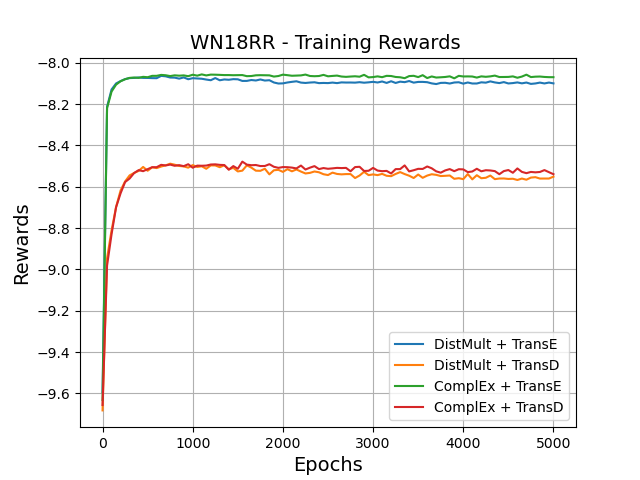 WN18RR - Training Rewards
Rewards
−8.0
−8.2
−8.4
−8.6
−8.8
−9.0
−9.2
−9.4
−9.6
DistMult + TransE
DistMult + TransD
ComplEx + TransE
ComplEx + TransD
0 1000 2000 3000 4000 5000
Epochs